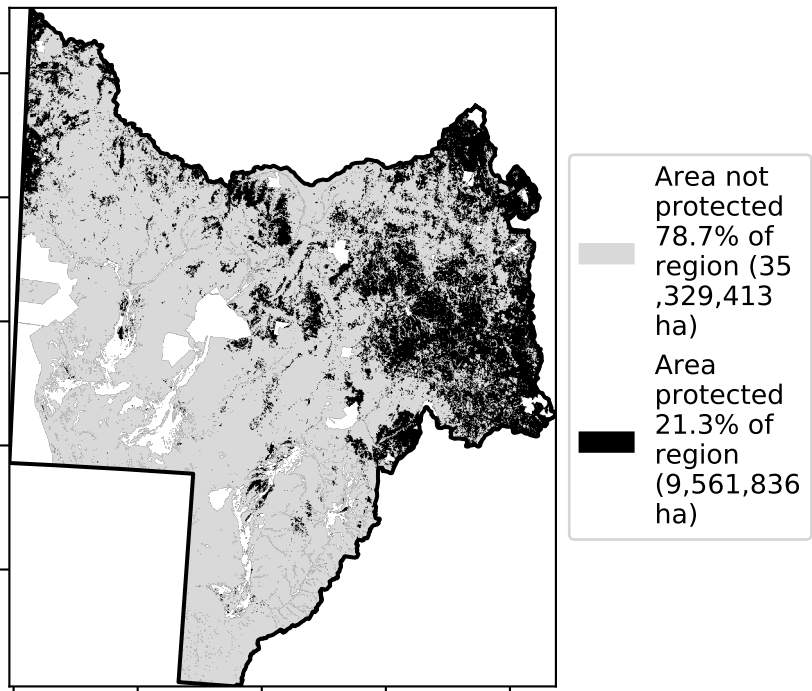 Area not
protected
78.7% of
region (35
,329,413
ha)
Area
protected
21.3% of
region
(9,561,836
ha)